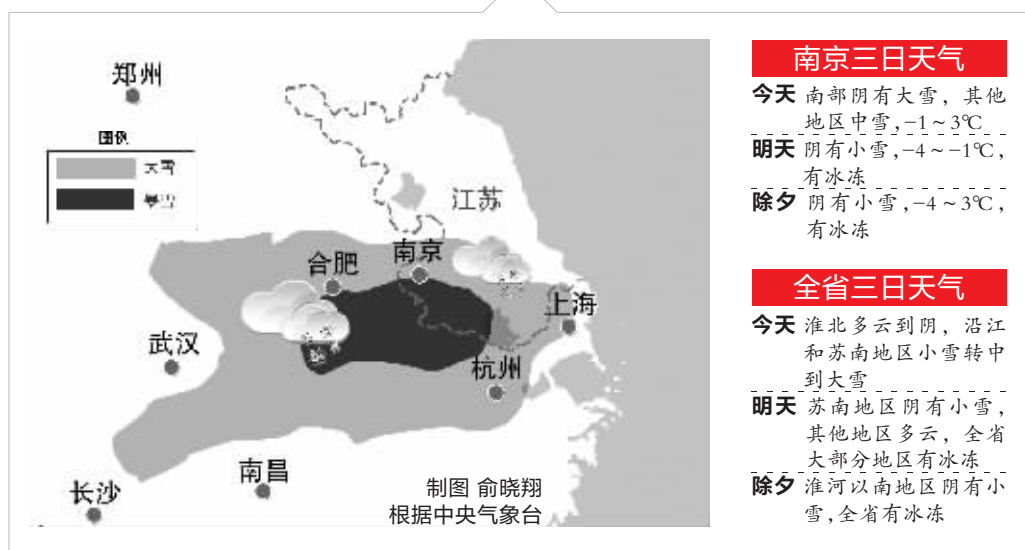 郑州
图例
大雪
暴雪
江苏
南京
合肥
上海
武汉
杭州
南昌
长沙
制图 俞晓翔
根据中央气象台
南京三日天气
今天 南部阴有大雪，其他
地区中雪,−1～3℃
明天 阴有小雪,−4～−1℃,
有冰冻
除夕 阴有小雪,−4～3℃,
有冰冻
全省三日天气
今天 淮北多云到阴，沿江
和苏南地区小雪转中
到大雪
明天 苏南地区阴有小雪,
其他地区多云，全省
大部分地区有冰冻
除夕 淮河以南地区阴有小
雪,全省有冰冻